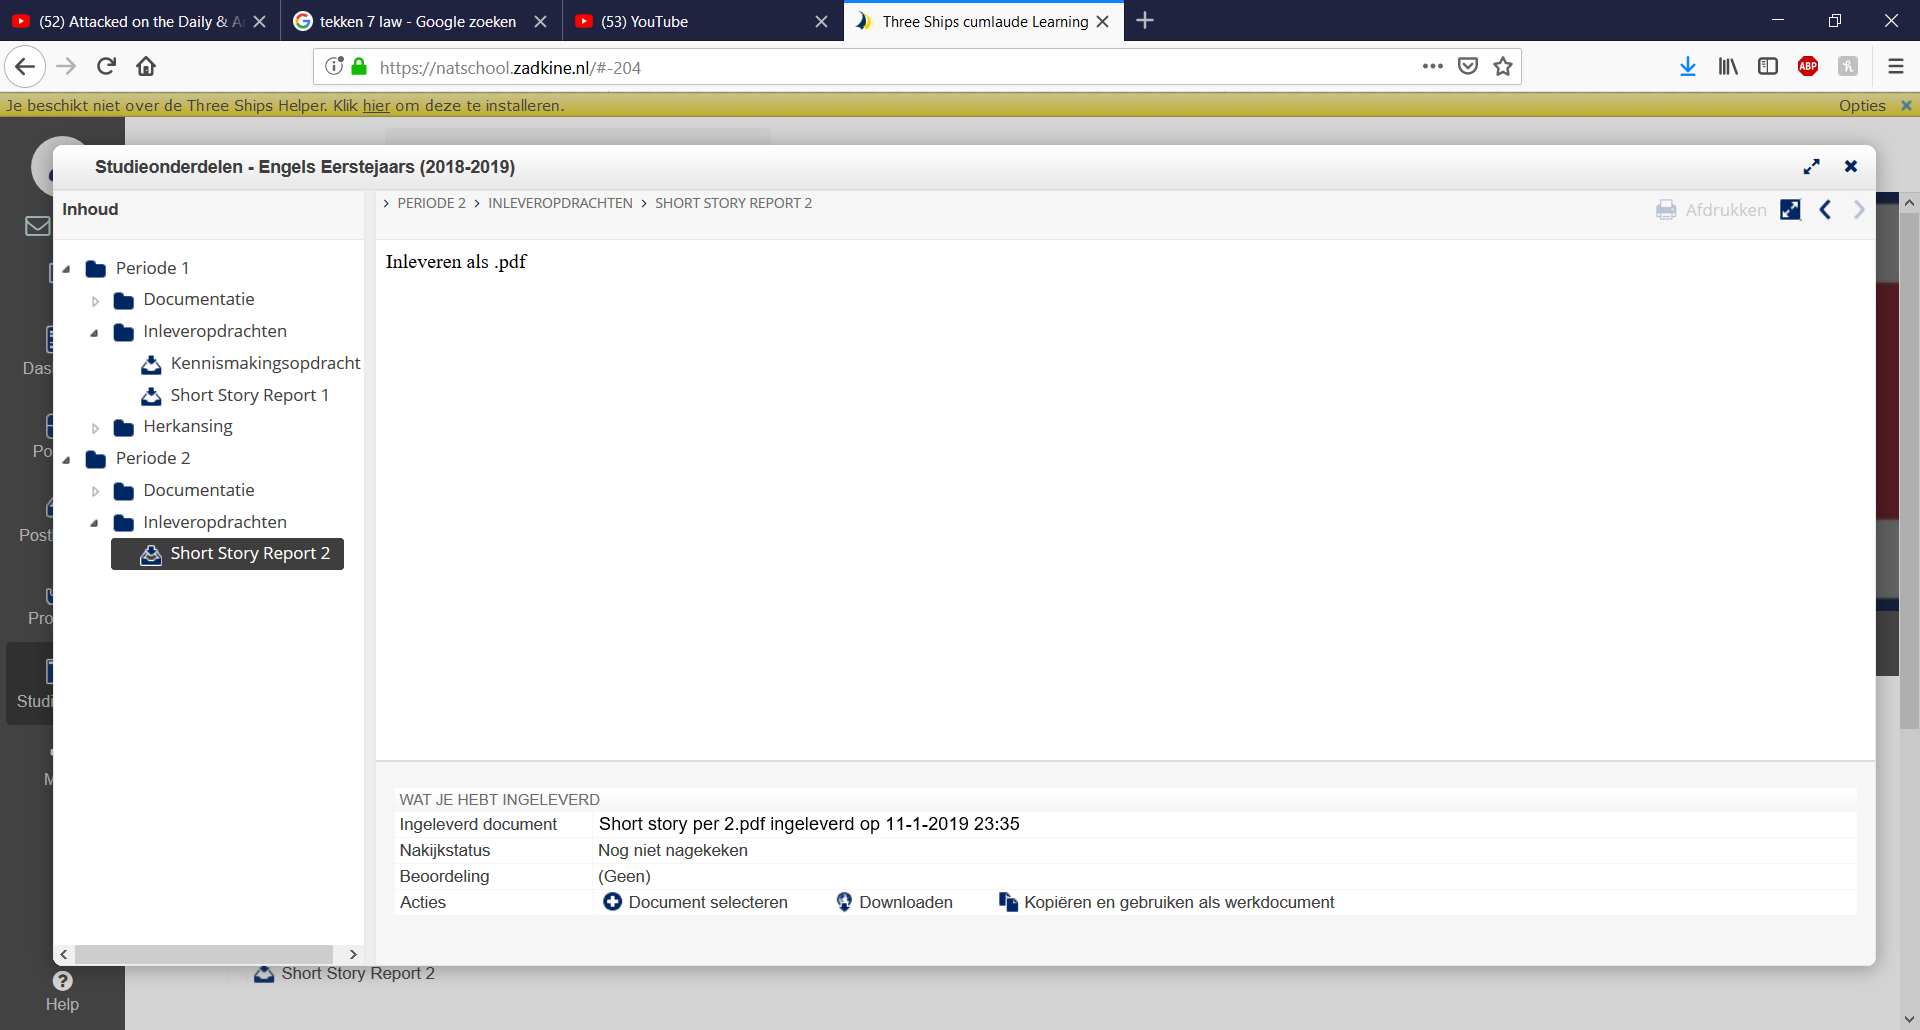 (52) Attacked on the Daily &
tekken 7 law - Google zoeken
(53) YouTube
Three Ships cumlaude Learning
https://natschool.zadkine.nl/#-204
ABP
Je beschikt niet over de Three Ships Helper. Klik hier om deze te installeren.
Opties
Studieonderdelen - Engels Eerstejaars (2018-2019)
Inhoud
PERIODE 2 > INLEVEROPDRACHTEN > SHORT STORY REPORT 2
Afdrukken
Inleveren als .pdf
Periode 1
Documentatie
Inleveropdrachten
Kennismakingsopdracht
Short Story Report 1
Herkansing
Periode 2
Documentatie
Inleveropdrachten
Short Story Report 2
Das
Po
Post
Pro
Studi
M
WAT JE HEBT INGELEVERD
Ingeleverd document Short story per 2.pdf ingeleverd op 11-1-2019 23:35
Nakijkstatus Nog niet nagekeken
Beoordeling (Geen)
Acties Document selecteren Downloaden Kopiëren en gebruiken als werkdocument
Short Story Report 2
Help